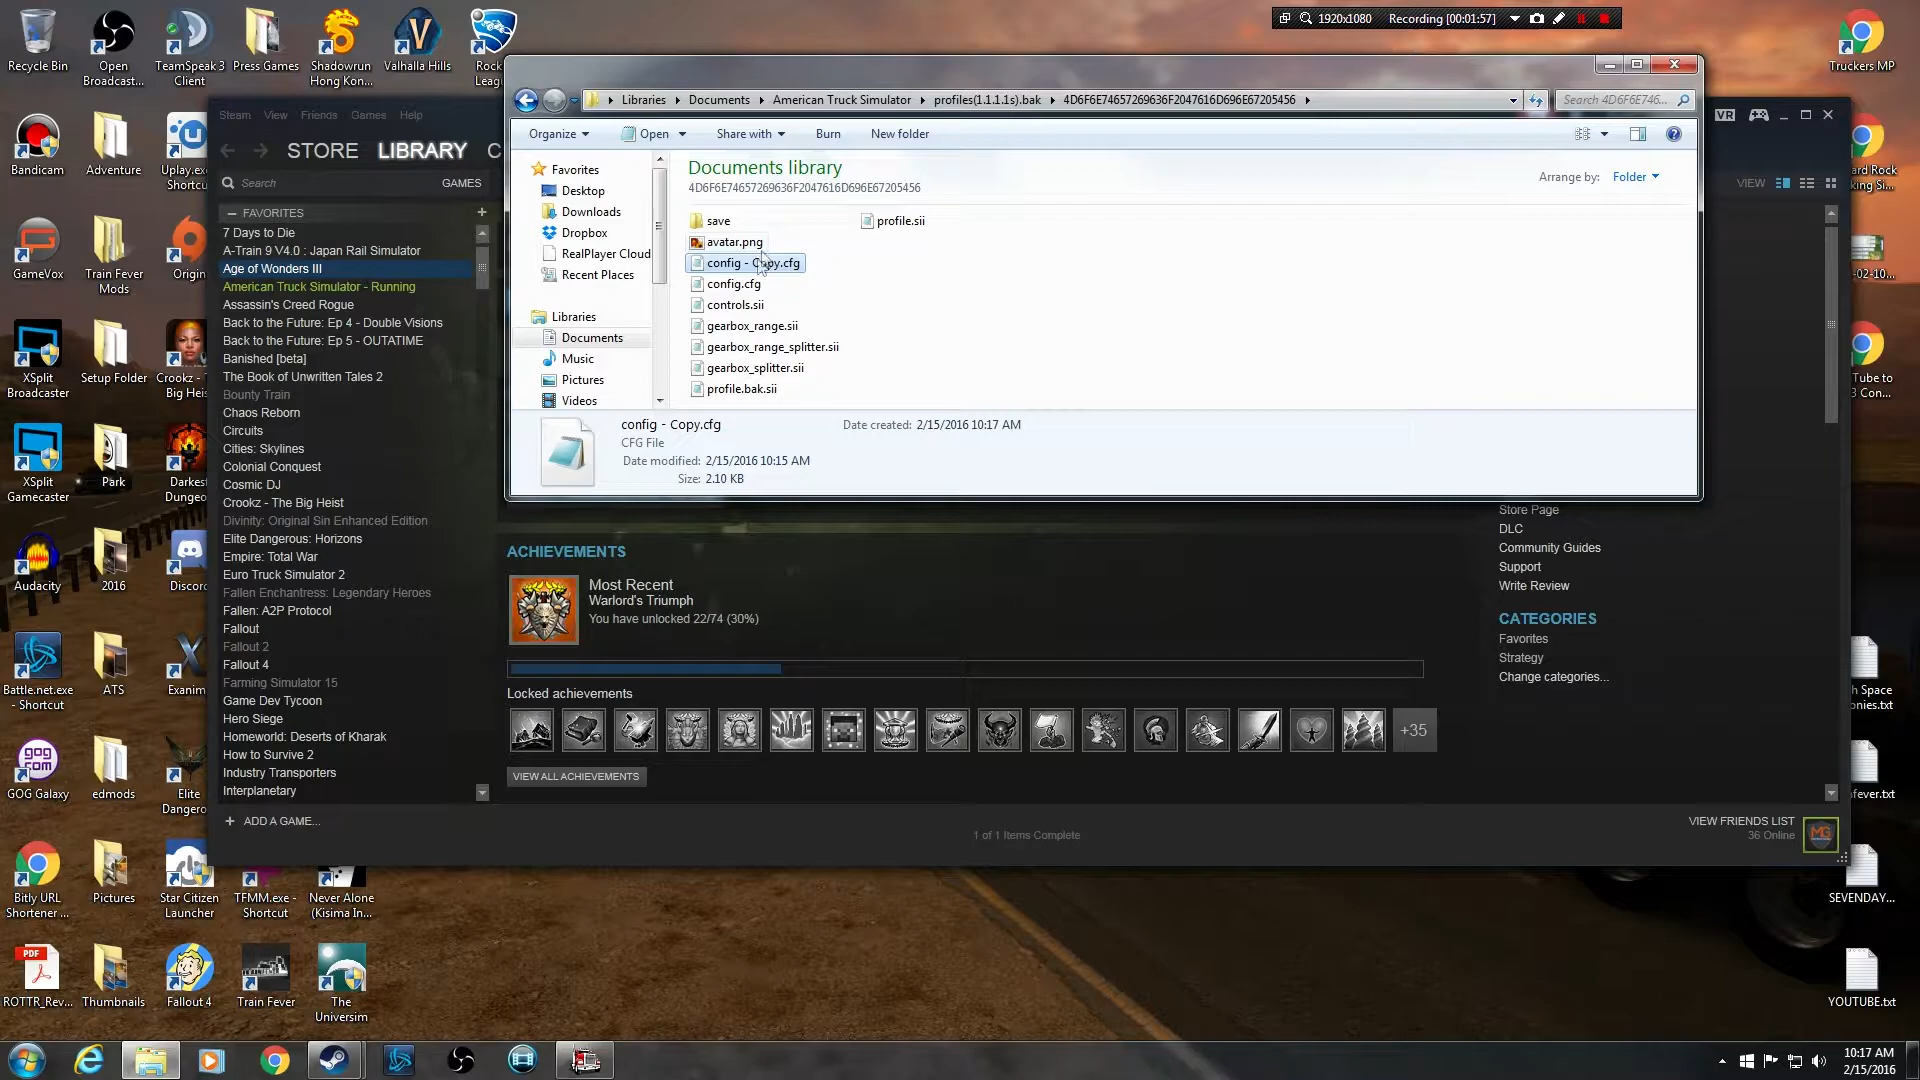 1920x1080 Recording [00:01:57]
Recycle Bin
Open Broadcast...
TeamSpeak 3 Client
Press Games
Shadowrun Hong Kon...
Valhalla Hills
Truckers MP
Libraries Documents American Truck Simulator profiles(1.1.1.1s).bak 4D6F6E74657269636F2047616D696E67205456
Search 4D6F6E746...
Organize Open Share with Burn New folder
Documents library
4D6F6E74657269636F2047616D696E67205456
Arrange by: Folder
Favorites
Desktop
Downloads
Dropbox
RealPlayer Cloud
Recent Places
Libraries
Documents
Music
Pictures
Videos
save
avatar.png
config - Copy.cfg
config.cfg
controls.sii
gearbox_range.sii
gearbox_range_splitter.sii
gearbox_splitter.sii
profile.bak.sii
profile.sii
config - Copy.cfg
CFG File
Date modified: 2/15/2016 10:15 AM
Size: 2.10 KB
Date created: 2/15/2016 10:17 AM
Steam View Friends Games Help
STORE LIBRARY C
Search GAMES
VR
VIEW
FAVORITES
7 Days to Die
A-Train 9 V4.0 : Japan Rail Simulator
Age of Wonders III
American Truck Simulator - Running
Assassin's Creed Rogue
Back to the Future: Ep 4 - Double Visions
Back to the Future: Ep 5 - OUTATIME
Banished [beta]
The Book of Unwritten Tales 2
Bounty Train
Chaos Reborn
Circuits
Cities: Skylines
Colonial Conquest
Cosmic DJ
Crookz - The Big Heist
Divinity: Original Sin Enhanced Edition
Elite Dangerous: Horizons
Empire: Total War
Euro Truck Simulator 2
Fallen Enchantress: Legendary Heroes
Fallen: A2P Protocol
Fallout
Fallout 2
Fallout 4
Farming Simulator 15
Game Dev Tycoon
Hero Siege
Homeworld: Deserts of Kharak
How to Survive 2
Industry Transporters
Interplanetary
ADD A GAME...
ACHIEVEMENTS
Most Recent
Warlord's Triumph
You have unlocked 22/74 (30%)
Locked achievements
+35
VIEW ALL ACHIEVEMENTS
Store Page
DLC
Community Guides
Support
Write Review
CATEGORIES
Favorites
Strategy
Change categories...
1 of 1 Items Complete
VIEW FRIENDS LIST
36 Online
Bandicam
Adventure
Uplay.exe
GameVox
Train Fever Mods
Origin
XSplit Broadcaster
Setup Folder
Crookz -
Big Heis
XSplit Gamecaster
Park
Audacity
2016
Battle.net.exe - Shortcut
ATS
Exanim
GOG Galaxy
edmods
Elite
Bitly URL Shortener ...
Pictures
Star Citizen Launcher
TFMM.exe - Shortcut
Never Alone (Kisima In...
PDF
ROTTR_Rev...
Thumbnails
Fallout 4
Train Fever
The Universim
SEVENDAY...
YOUTUBE.txt
10:17 AM
2/15/2016